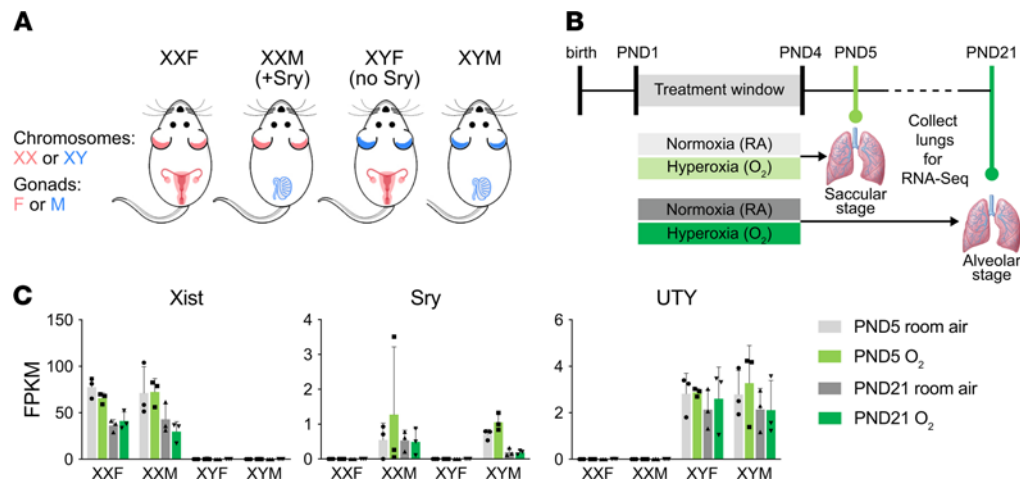 A
XXF
XXM
(+Sry)
XYF
(no Sry)
XYM
Chromosomes:
XX or XY
Gonads:
F or M
B
birth
PND1
PND4
PND5
PND21
Treatment window
Normoxia (RA)
Hyperoxia (O₂)
Saccular
stage
Collect
lungs
for
RNA-Seq
Normoxia (RA)
Hyperoxia (O₂)
Alveolar
stage
C
Xist
FPKM
150
100
50
0
XXF XXM XYF XYM
Sry
4
3
2
1
0
XXF XXM XYF XYM
UTY
6
4
2
0
XXF XXM XYF XYM
PND5 room air
PND5 O₂
PND21 room air
PND21 O₂